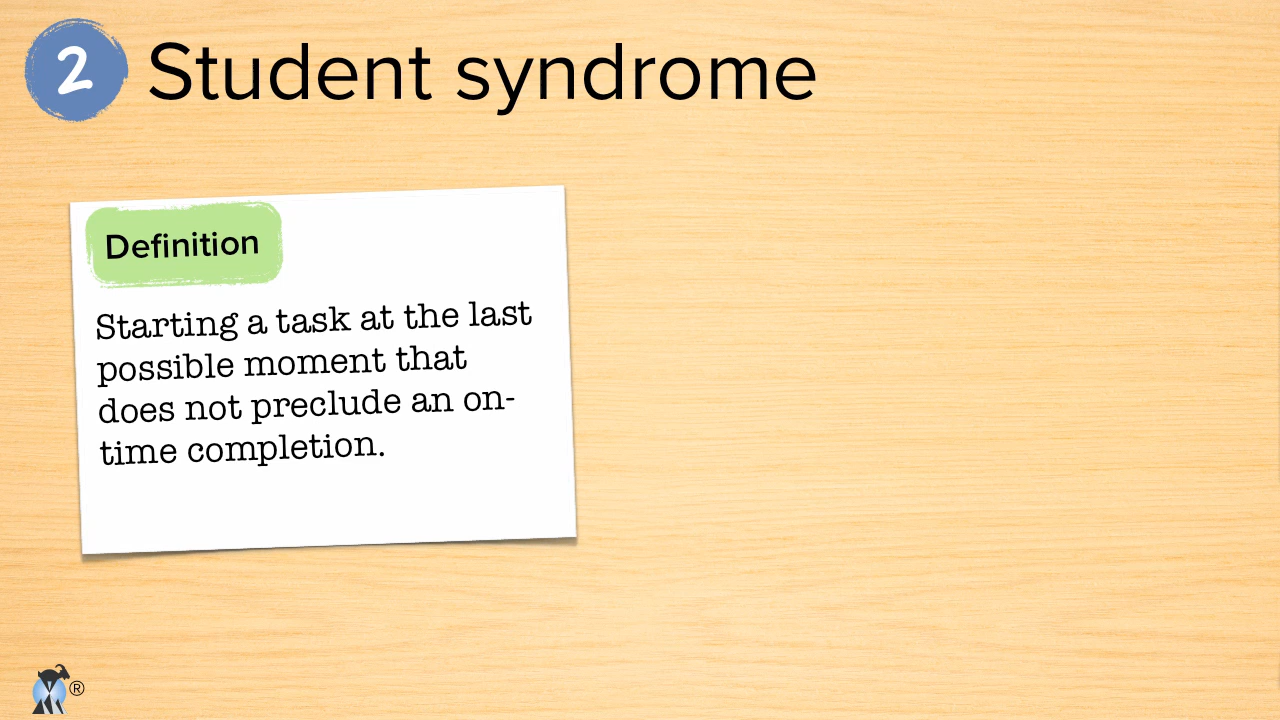 2 Student syndrome
Definition
Starting a task at the last
possible moment that
does not preclude an on-
time completion.
®